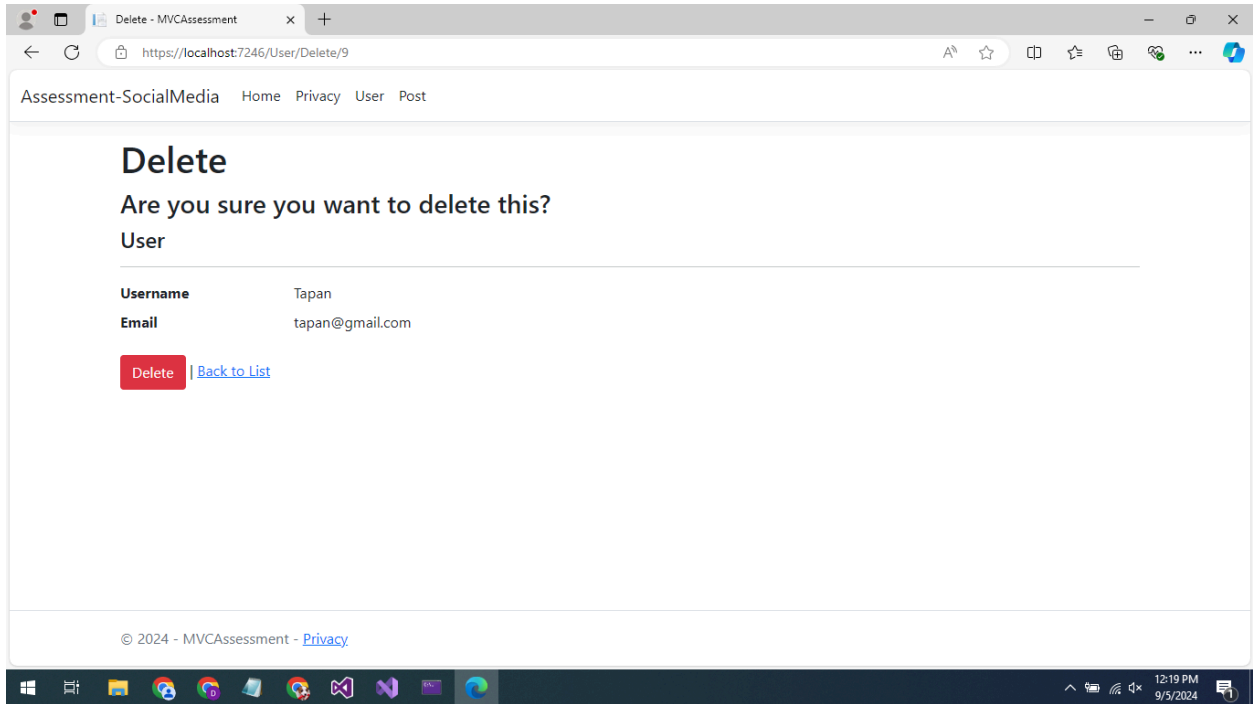 Delete - MVCAssessment
https://localhost:7246/User/Delete/9
Assessment-SocialMedia Home Privacy User Post
Delete
Are you sure you want to delete this?
User
Username Tapan
Email tapan@gmail.com
Delete | Back to List
© 2024 - MVCAssessment - Privacy
12:19 PM
9/5/2024
1